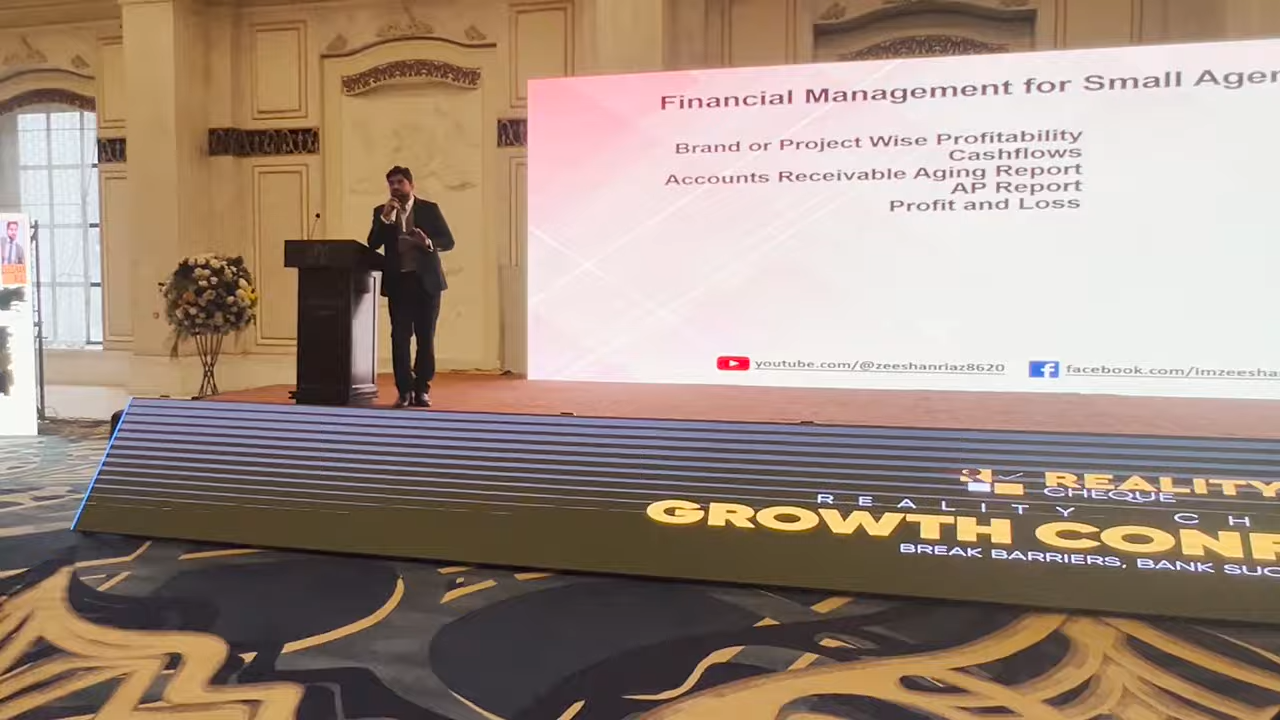 Financial Management for Small Agen
Brand or Project Wise Profitability
Cashflows
Accounts Receivable Aging Report
AP Report
Profit and Loss
youtube.com/@zeeshanriaz8620
facebook.com/imzeesha
REALITY
CHEQUE
REALITY CH
GROWTH CONF
BREAK BARRIERS, BANK SUC